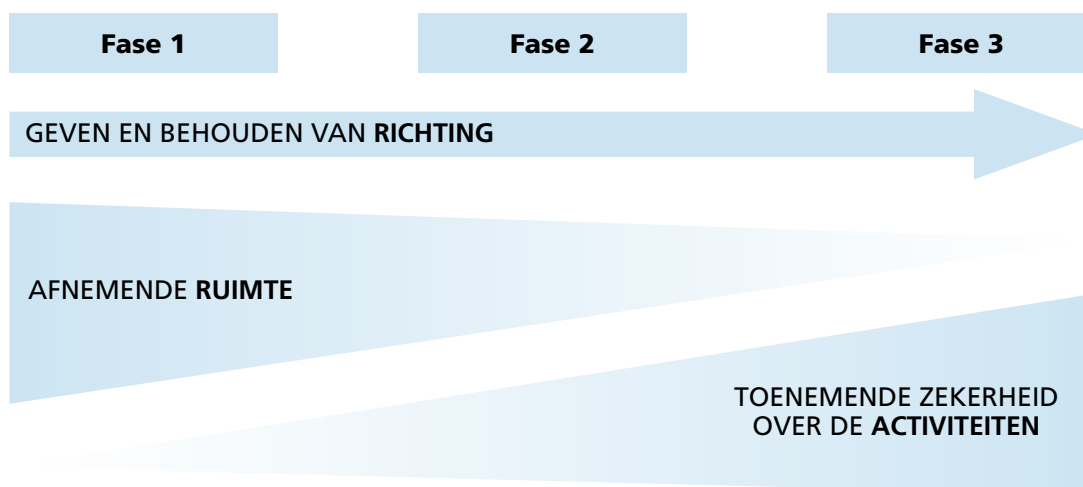 Fase 1
Fase 2
Fase 3
GEVEN EN BEHOUDEN VAN RICHTING
AFNEMENDE RUIMTE
TOENEMENDE ZEKERHEID
OVER DE ACTIVITEITEN